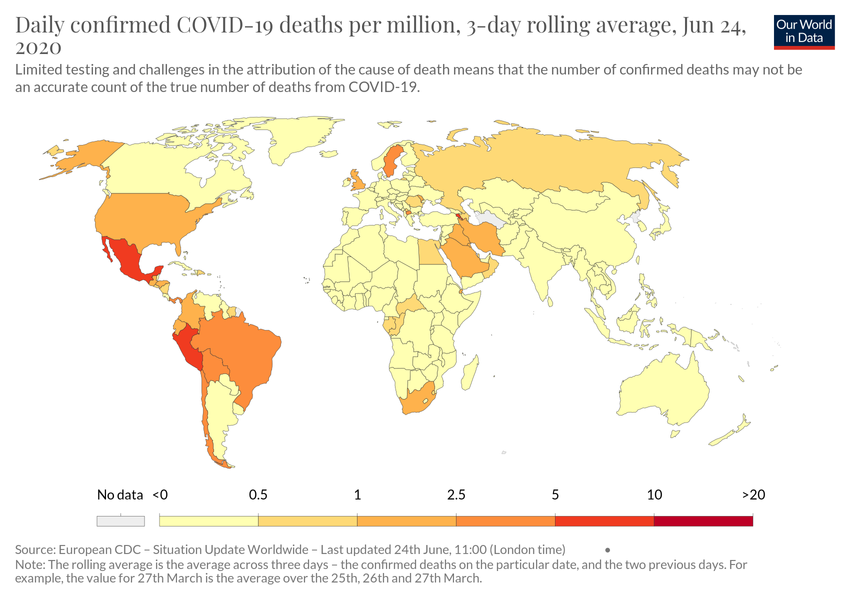 Daily confirmed COVID-19 deaths per million, 3-day rolling average, Jun 24,
2020
Our World
in Data
Limited testing and challenges in the attribution of the cause of death means that the number of confirmed deaths may not be
an accurate count of the true number of deaths from COVID-19.
No data <0 0.5 1 2.5 5 10 >20
Source: European CDC – Situation Update Worldwide – Last updated 24th June, 11:00 (London time)
Note: The rolling average is the average across three days – the confirmed deaths on the particular date, and the two previous days. For
example, the value for 27th March is the average over the 25th, 26th and 27th March.